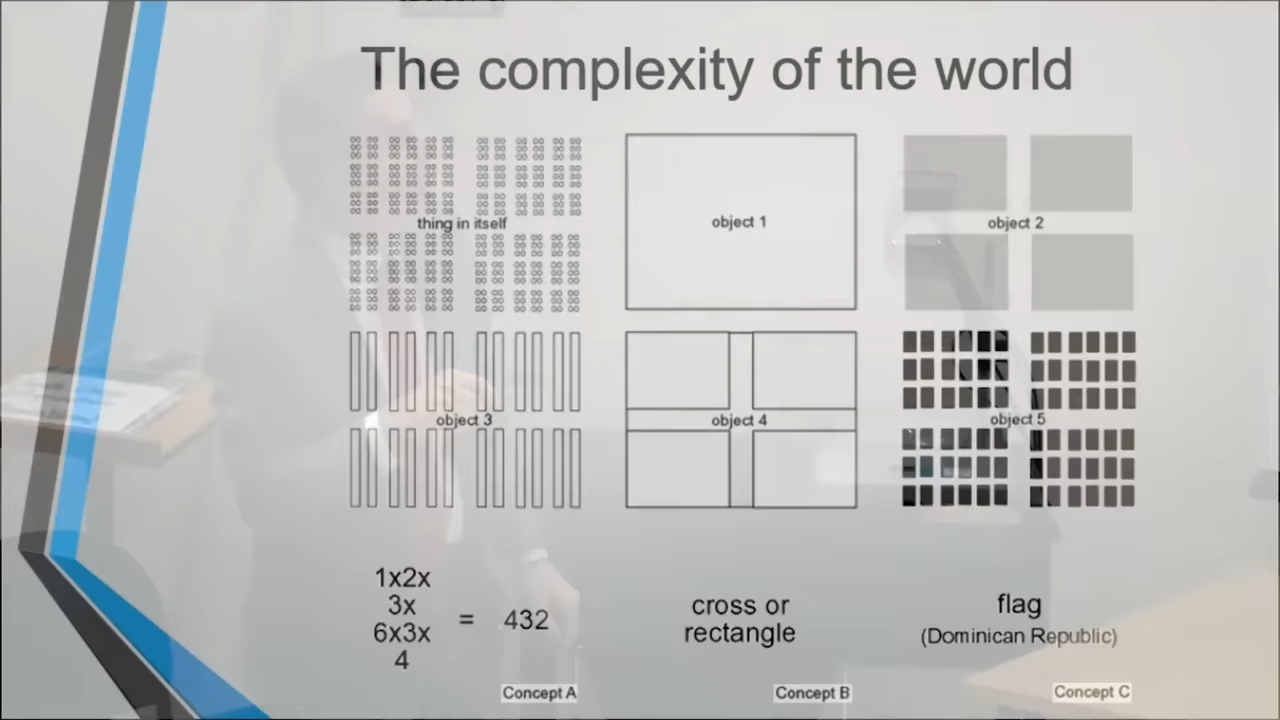 The complexity of the world
thing in itself
object 1
object 2
object 3
object 4
object 5
1x2x
3x
6x3x
4
= 432
cross or
rectangle
flag
(Dominican Republic)
Concept A
Concept B
Concept C